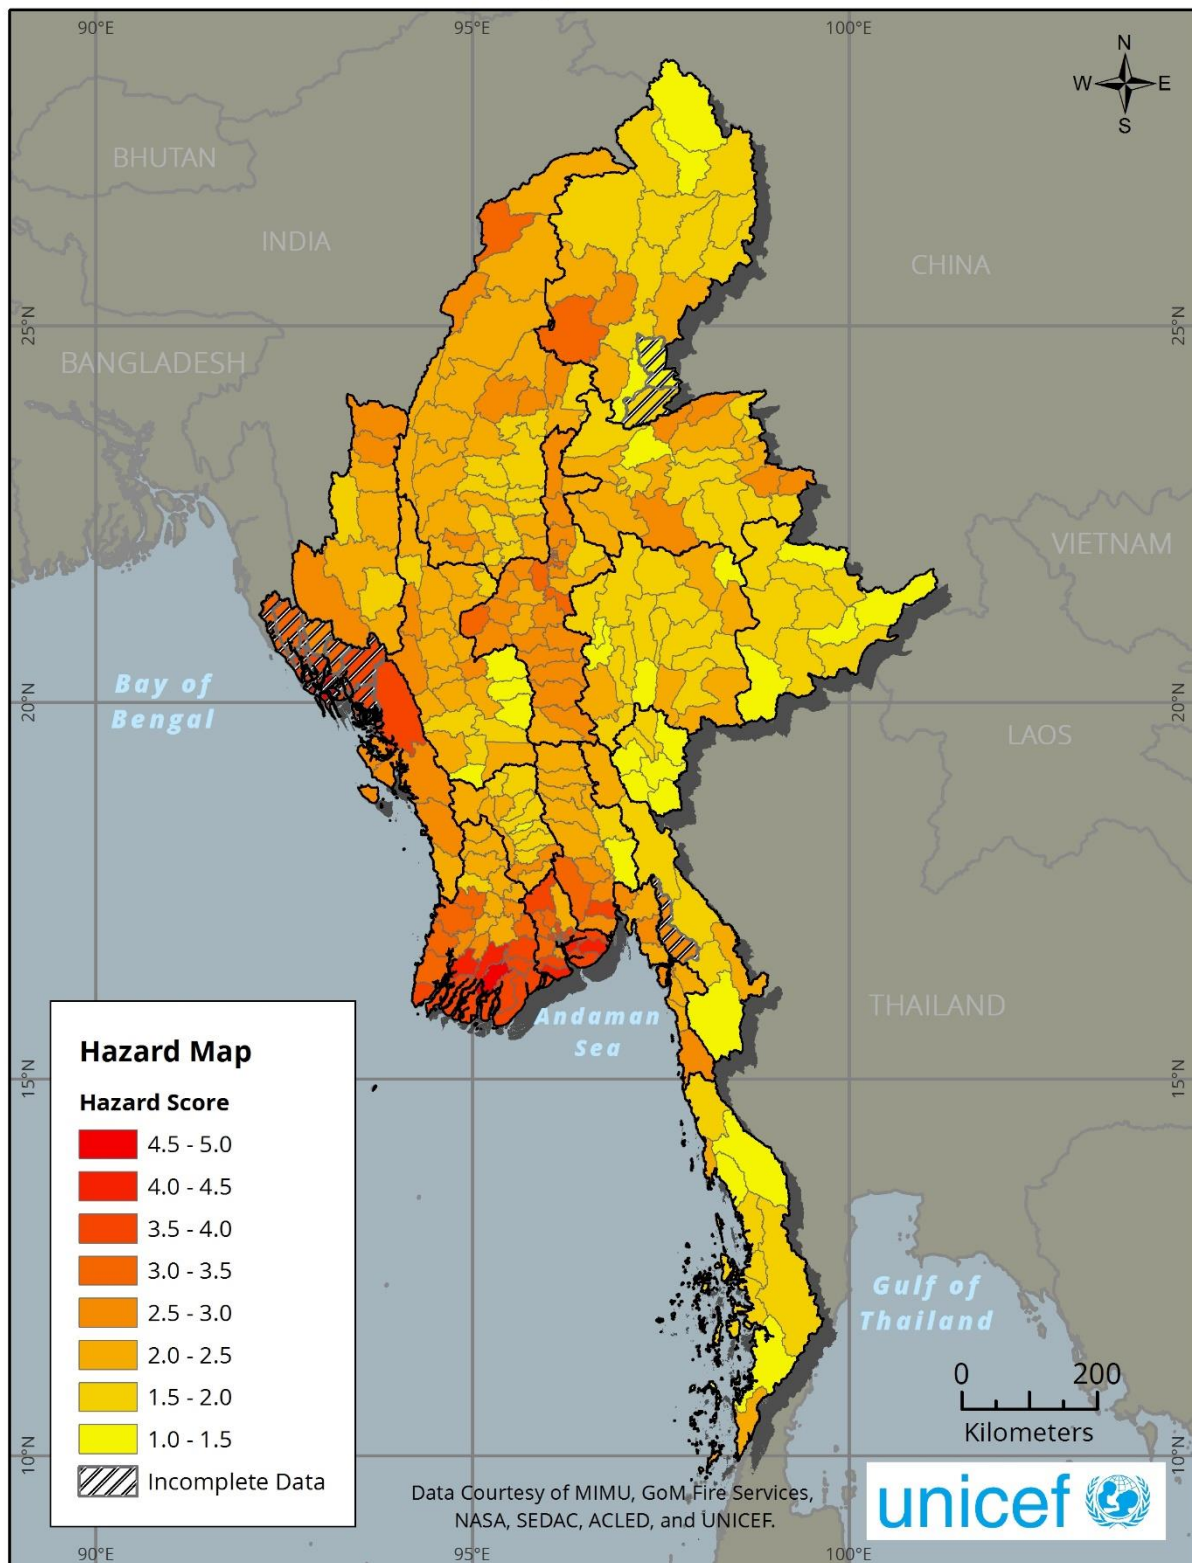 90°E
95°E
100°E
N
W
E
S
BHUTAN
INDIA
CHINA
25°N
25°N
BANGLADESH
VIETNAM
20°N
20°N
Bay of
Bengal
LAOS
THAILAND
Andaman
Sea
15°N
15°N
Hazard Map
Hazard Score
4.5 - 5.0
4.0 - 4.5
3.5 - 4.0
3.0 - 3.5
2.5 - 3.0
2.0 - 2.5
1.5 - 2.0
1.0 - 1.5
Incomplete Data
Gulf of
Thailand
0
200
Kilometers
10°N
10°N
Data Courtesy of MIMU, GoM Fire Services,
NASA, SEDAC, ACLED, and UNICEF.
unicef
90°E
95°E
100°E